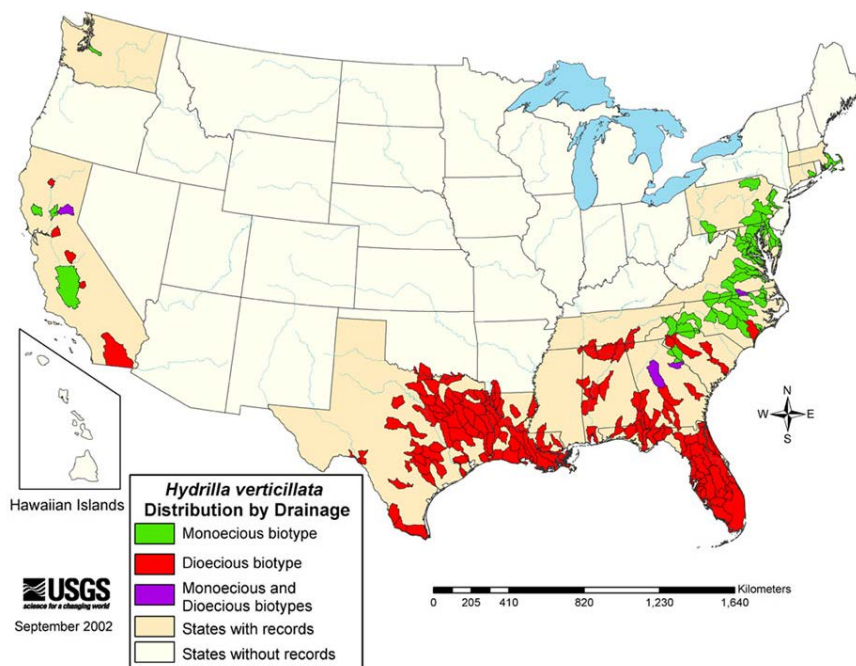 N
W E
S
Hawaiian Islands
Hydrilla verticillata
Distribution by Drainage
Monoecious biotype
Dioecious biotype
Monoecious and
Dioecious biotypes
States with records
States without records
USGS
science for a changing world
September 2002
Kilometers
0 205 410 820 1,230 1,640